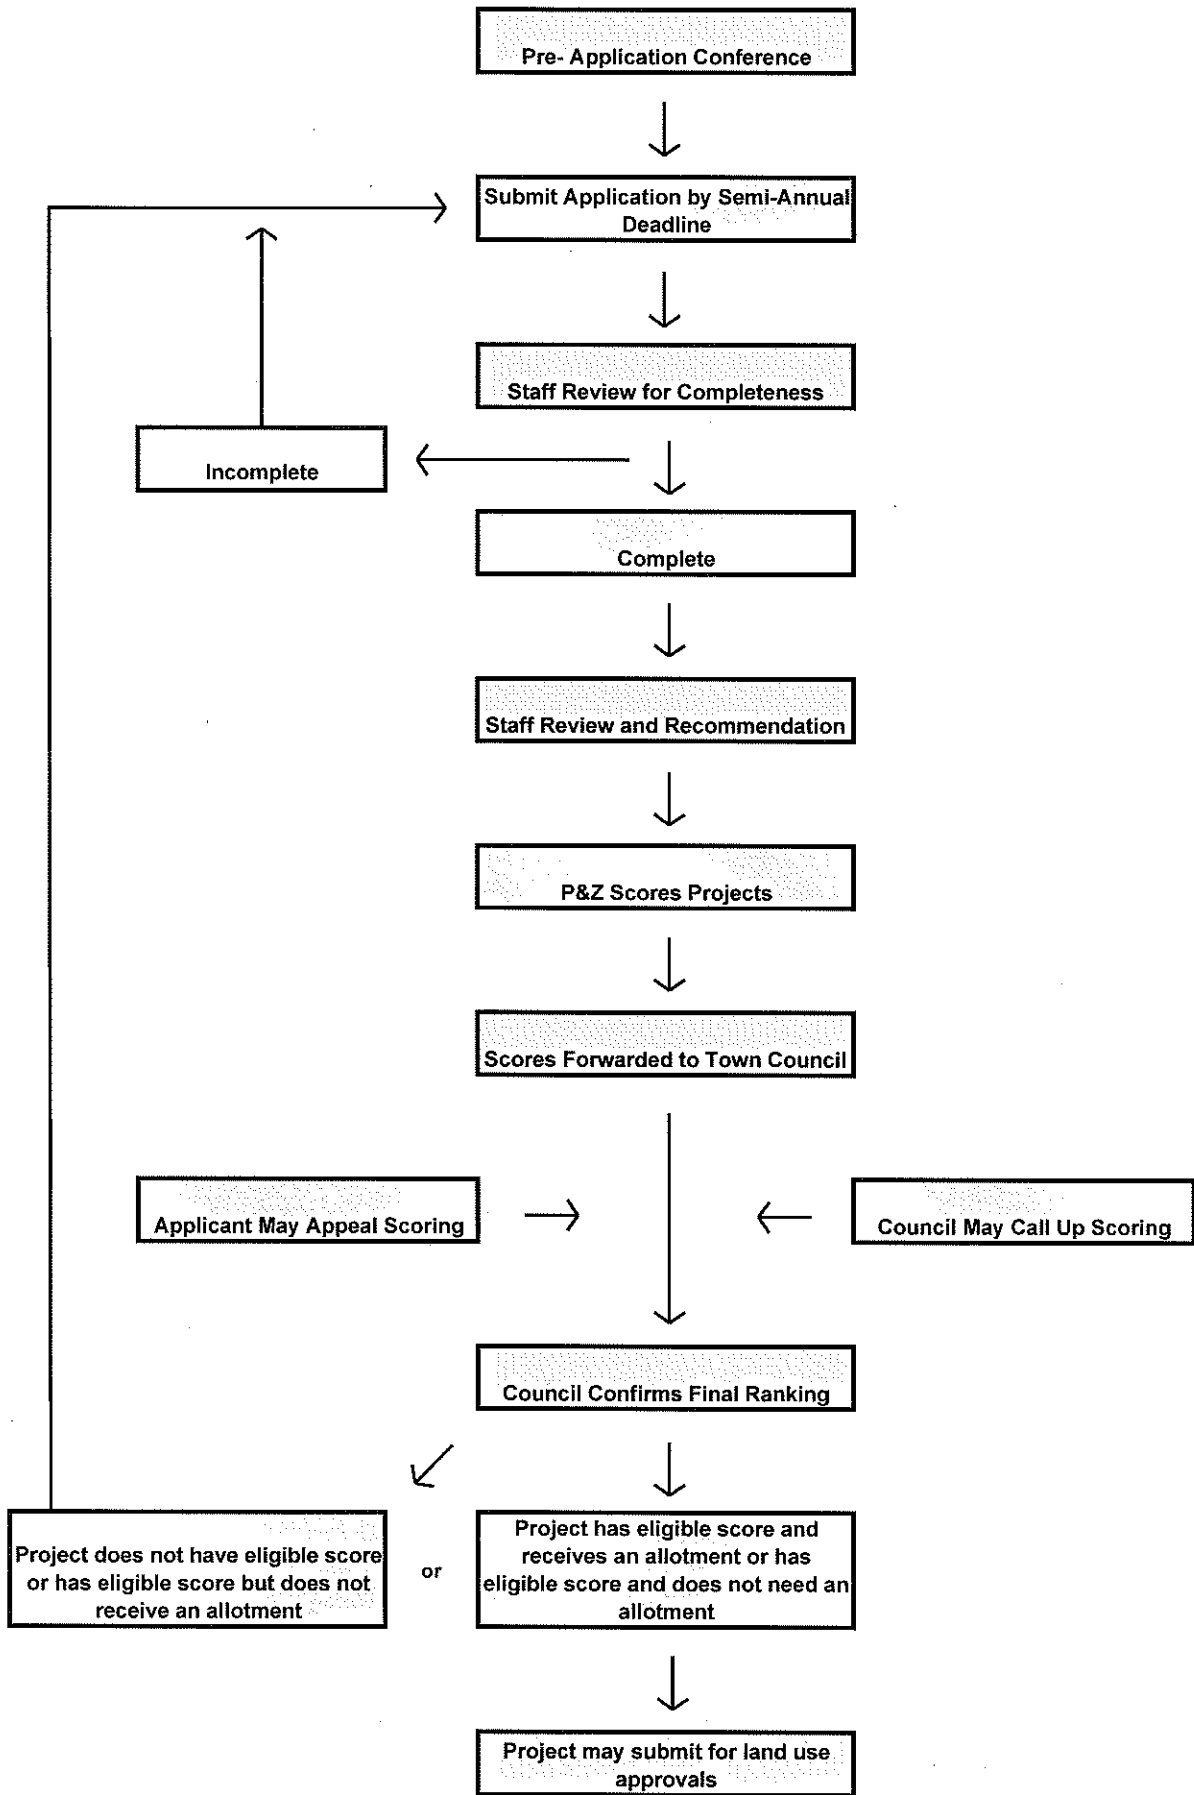 Pre- Application Conference
Submit Application by Semi-Annual
Deadline
Staff Review for Completeness
Incomplete
Complete
Staff Review and Recommendation
P&Z Scores Projects
Scores Forwarded to Town Council
Applicant May Appeal Scoring
Council May Call Up Scoring
Council Confirms Final Ranking
Project does not have eligible score
or has eligible score but does not
receive an allotment
or
Project has eligible score and
receives an allotment or has
eligible score and does not need an
allotment
Project may submit for land use
approvals